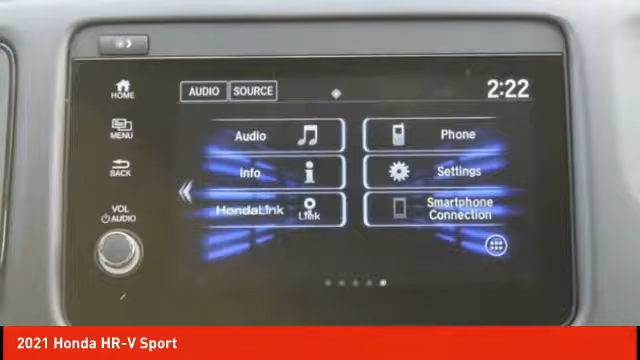 HOME
AUDIO SOURCE
2:22
MENU
Audio
Phone
BACK
Info
Settings
VOL
AUDIO
HondaLink
Link
Smartphone
Connection
2021 Honda HR-V Sport